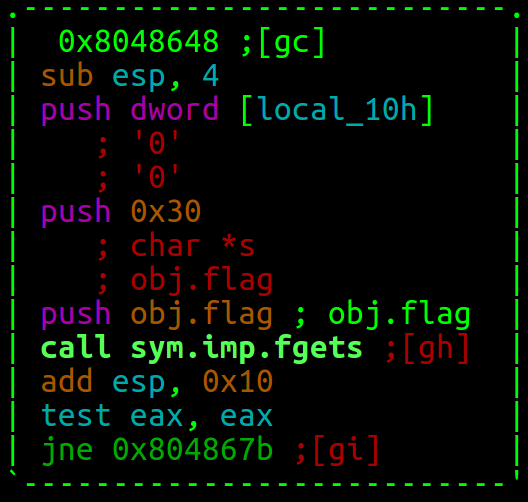 0x8048648 ;[gc]
sub esp, 4
push dword [local_10h]
; '0'
; '0'
push 0x30
; char *s
; obj.flag
push obj.flag ; obj.flag
call sym.imp.fgets ;[gh]
add esp, 0x10
test eax, eax
jne 0x804867b ;[gi]